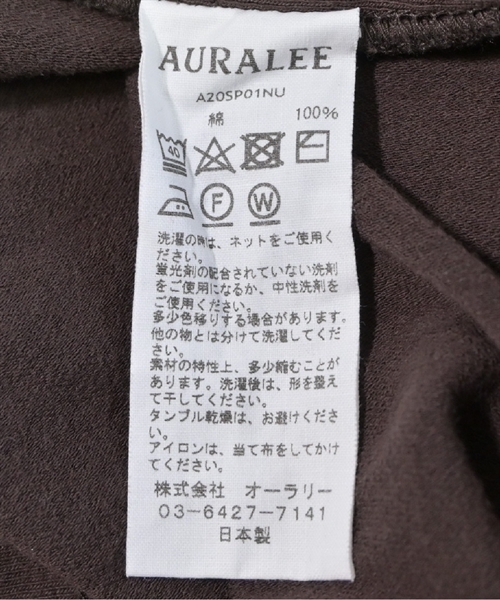 AURALEE
A20SP01NU
綿 100%
40
F W
洗濯の時は、ネットをご使用く
ださい。
蛍光剤の配合されていない洗剤
をご使用になるか、中性洗剤を
ご使用ください。
多少色移りする場合があります。
他の物とは分けて洗濯してくだ
さい。
素材の特性上、多少縮むことが
あります。洗濯後は、形を整え
て干してください。
タンブル乾燥は、お避けくださ
い。
アイロンは、当て布をしてかけ
てください。
株式会社 オーラリー
03-6427-7141
日本製